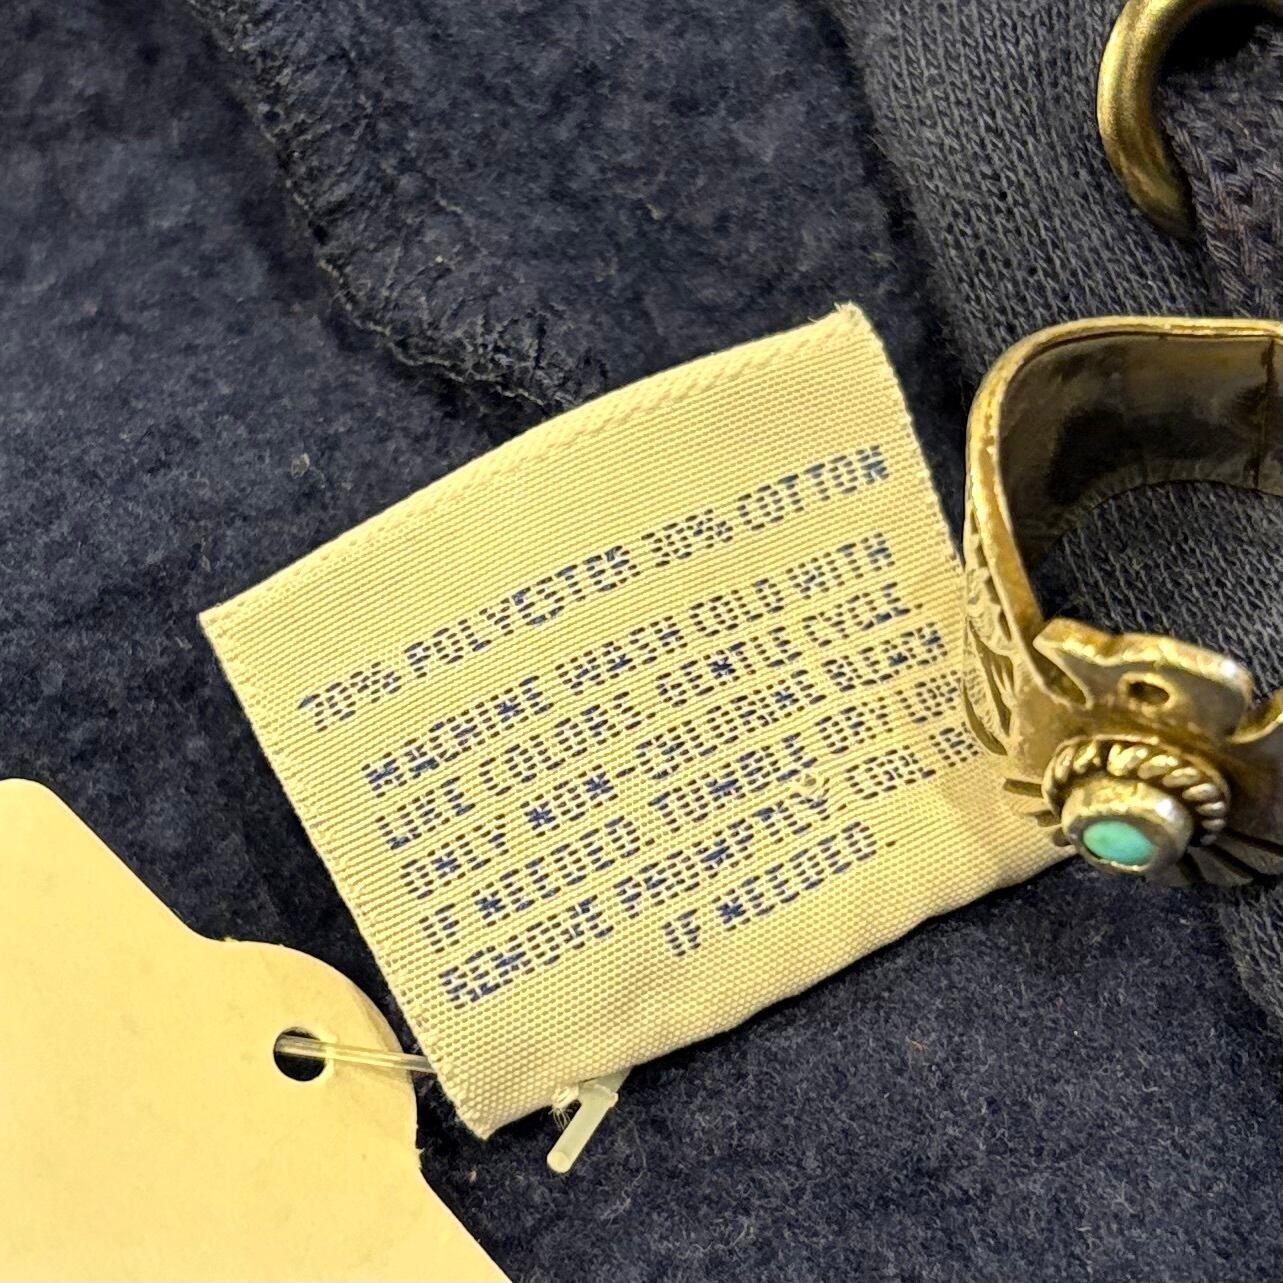 70% POLYESTER 30% COTTON
MACHINE WASH COLD WITH
LIKE COLORS. GENTLE CYCLE.
ONLY NON-CHLORINE BLEACH
IF NEEDED. TUMBLE DRY LOW
REMOVE PROMPTLY. COOL
IF NEEDED.